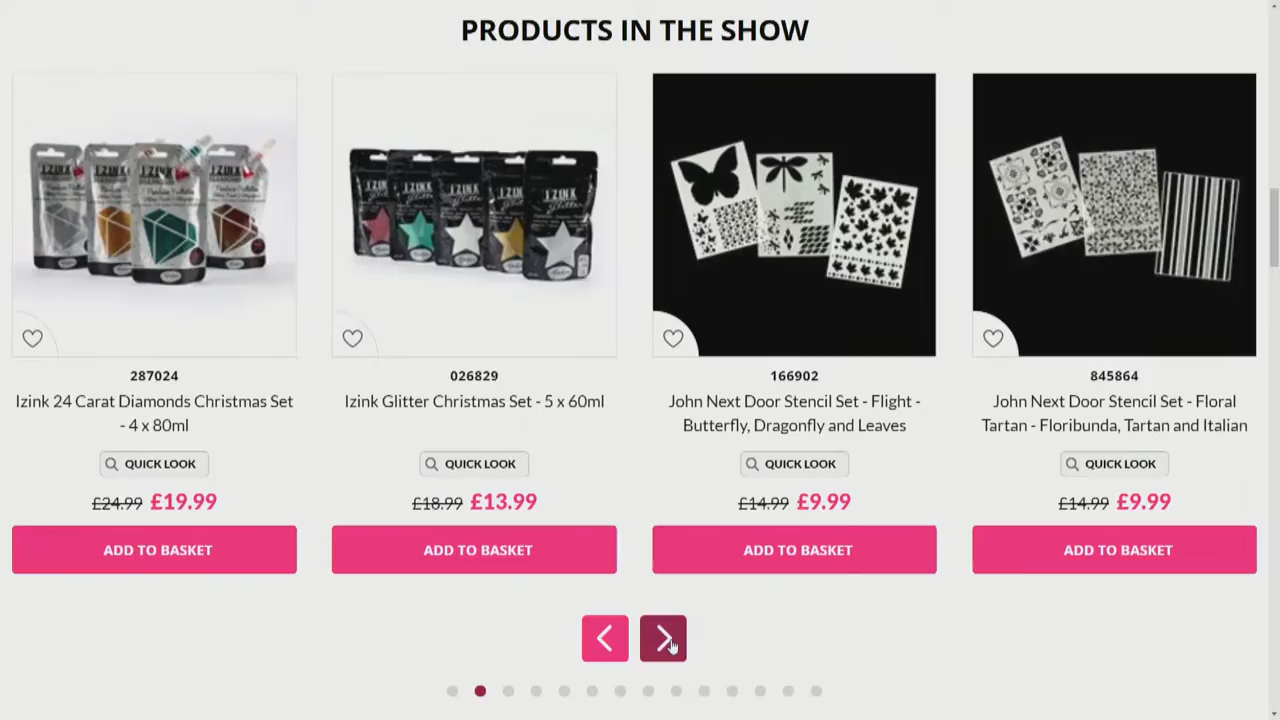 PRODUCTS IN THE SHOW
IZINK
IZINK
287024
026829
166902
845864
Izink 24 Carat Diamonds Christmas Set
- 4 x 80ml
Izink Glitter Christmas Set - 5 x 60ml
John Next Door Stencil Set - Flight -
Butterfly, Dragonfly and Leaves
John Next Door Stencil Set - Floral
Tartan - Floribunda, Tartan and Italian
QUICK LOOK
QUICK LOOK
QUICK LOOK
QUICK LOOK
£24.99 £19.99
£18.99 £13.99
£14.99 £9.99
£14.99 £9.99
ADD TO BASKET
ADD TO BASKET
ADD TO BASKET
ADD TO BASKET